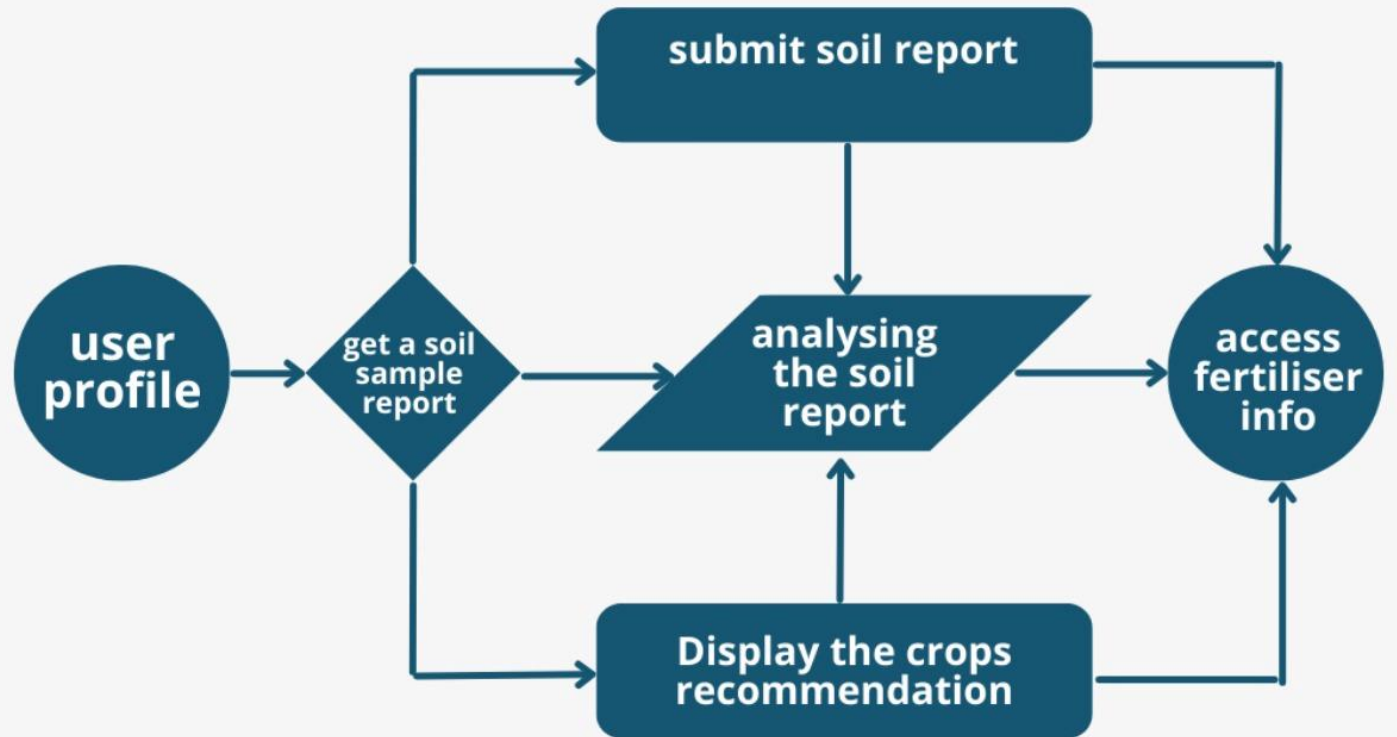 submit soil report
user
profile
get a soil
sample
report
analysing
the soil
report
access
fertiliser
info
Display the crops
recommendation